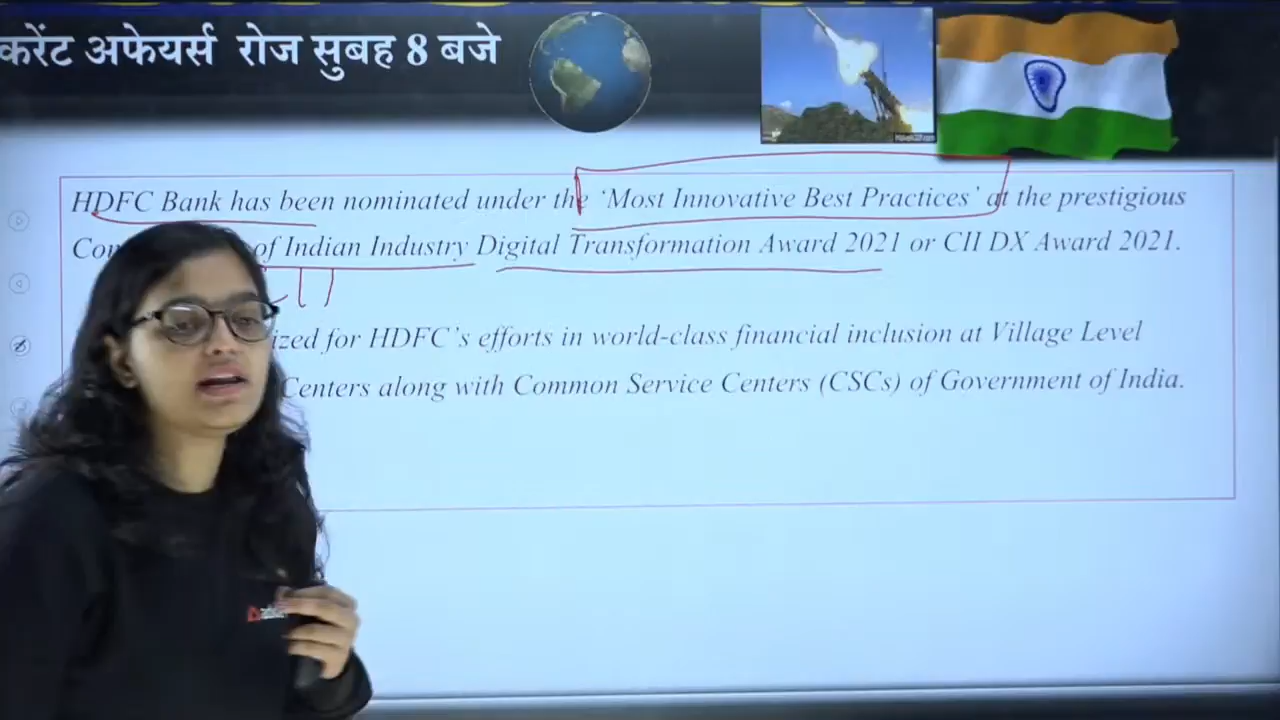 करेंट अफेयर्स रोज सुबह 8 बजे
HDFC Bank has been nominated under the ‘Most Innovative Best Practices’ at the prestigious
of Indian Industry Digital Transformation Award 2021 or CII DX Award 2021.
for HDFC’s efforts in world-class financial inclusion at Village Level
Centers along with Common Service Centers (CSCs) of Government of India.